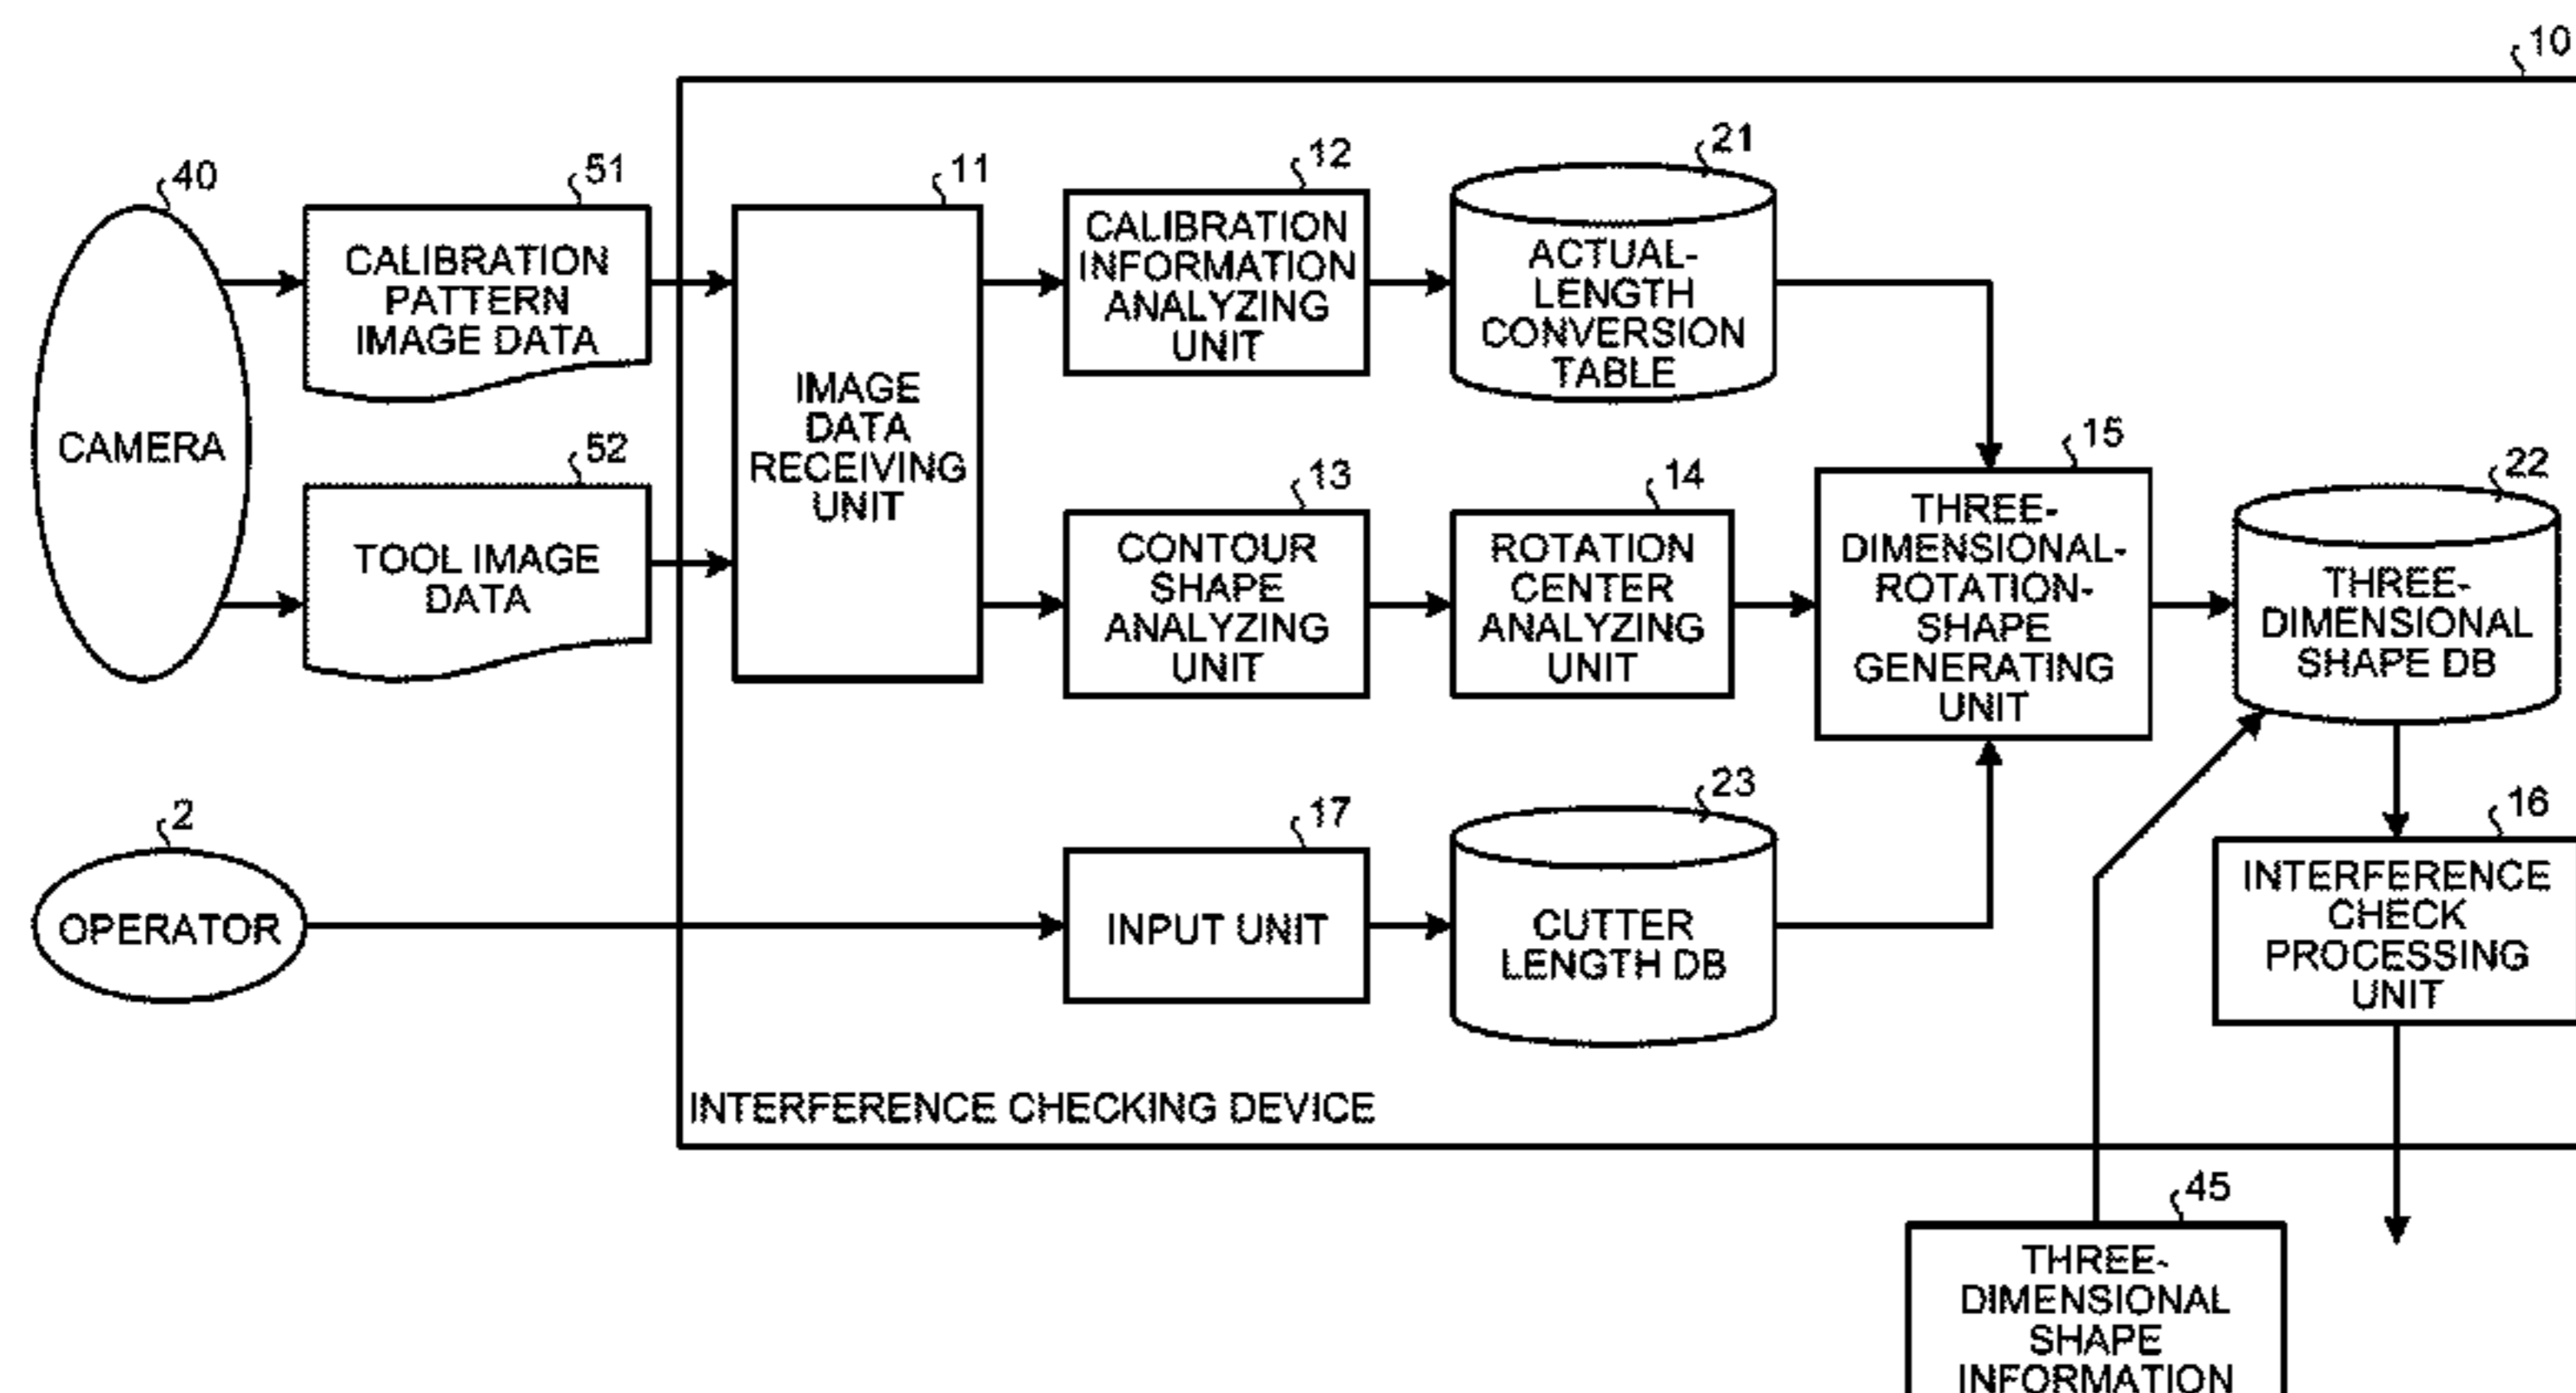 10
40
CAMERA
51
CALIBRATION
PATTERN
IMAGE DATA
52
TOOL IMAGE
DATA
11
IMAGE
DATA
RECEIVING
UNIT
12
CALIBRATION
INFORMATION
ANALYZING
UNIT
21
ACTUAL-
LENGTH
CONVERSION
TABLE
13
CONTOUR
SHAPE
ANALYZING
UNIT
14
ROTATION
CENTER
ANALYZING
UNIT
15
THREE-
DIMENSIONAL-
ROTATION-
SHAPE
GENERATING
UNIT
22
THREE-
DIMENSIONAL
SHAPE DB
2
OPERATOR
17
INPUT UNIT
23
CUTTER
LENGTH DB
16
INTERFERENCE
CHECK
PROCESSING
UNIT
INTERFERENCE CHECKING DEVICE
45
THREE-
DIMENSIONAL
SHAPE
INFORMATION